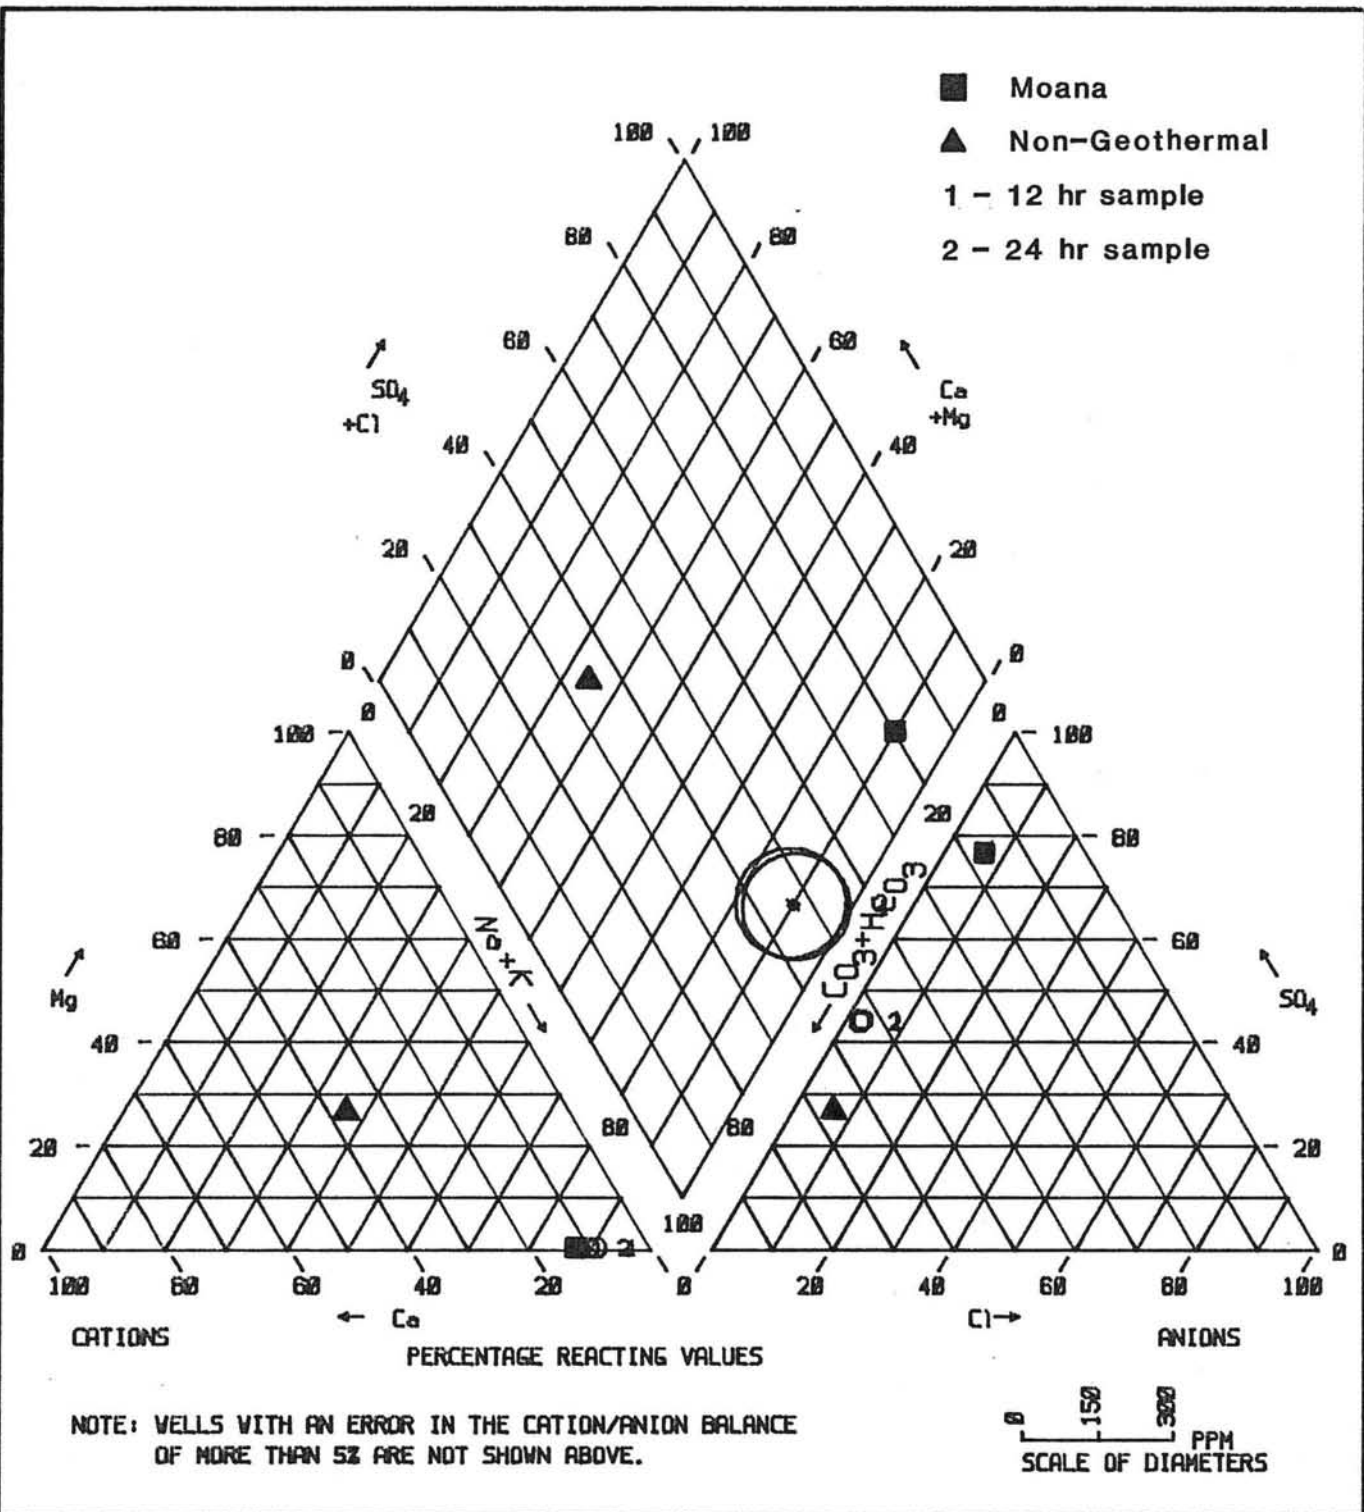 Moana
Non-Geothermal
1 - 12 hr sample
2 - 24 hr sample
100 100
80 80
60 60
SO4
+Cl
Ca
+Mg
40 40
20 20
0 0
0 0
100 100
20 20
80 80
Na+K
CO3+HCO3
60 60
Mg
SO4
2
40 40
80 80
20 20
100
2
0 0
100 80 60 40 20 0 20 40 60 80 100
Ca
Cl
CATIONS
ANIONS
PERCENTAGE REACTING VALUES
NOTE: WELLS WITH AN ERROR IN THE CATION/ANION BALANCE
OF MORE THAN 5% ARE NOT SHOWN ABOVE.
0 150 300
PPM
SCALE OF DIAMETERS